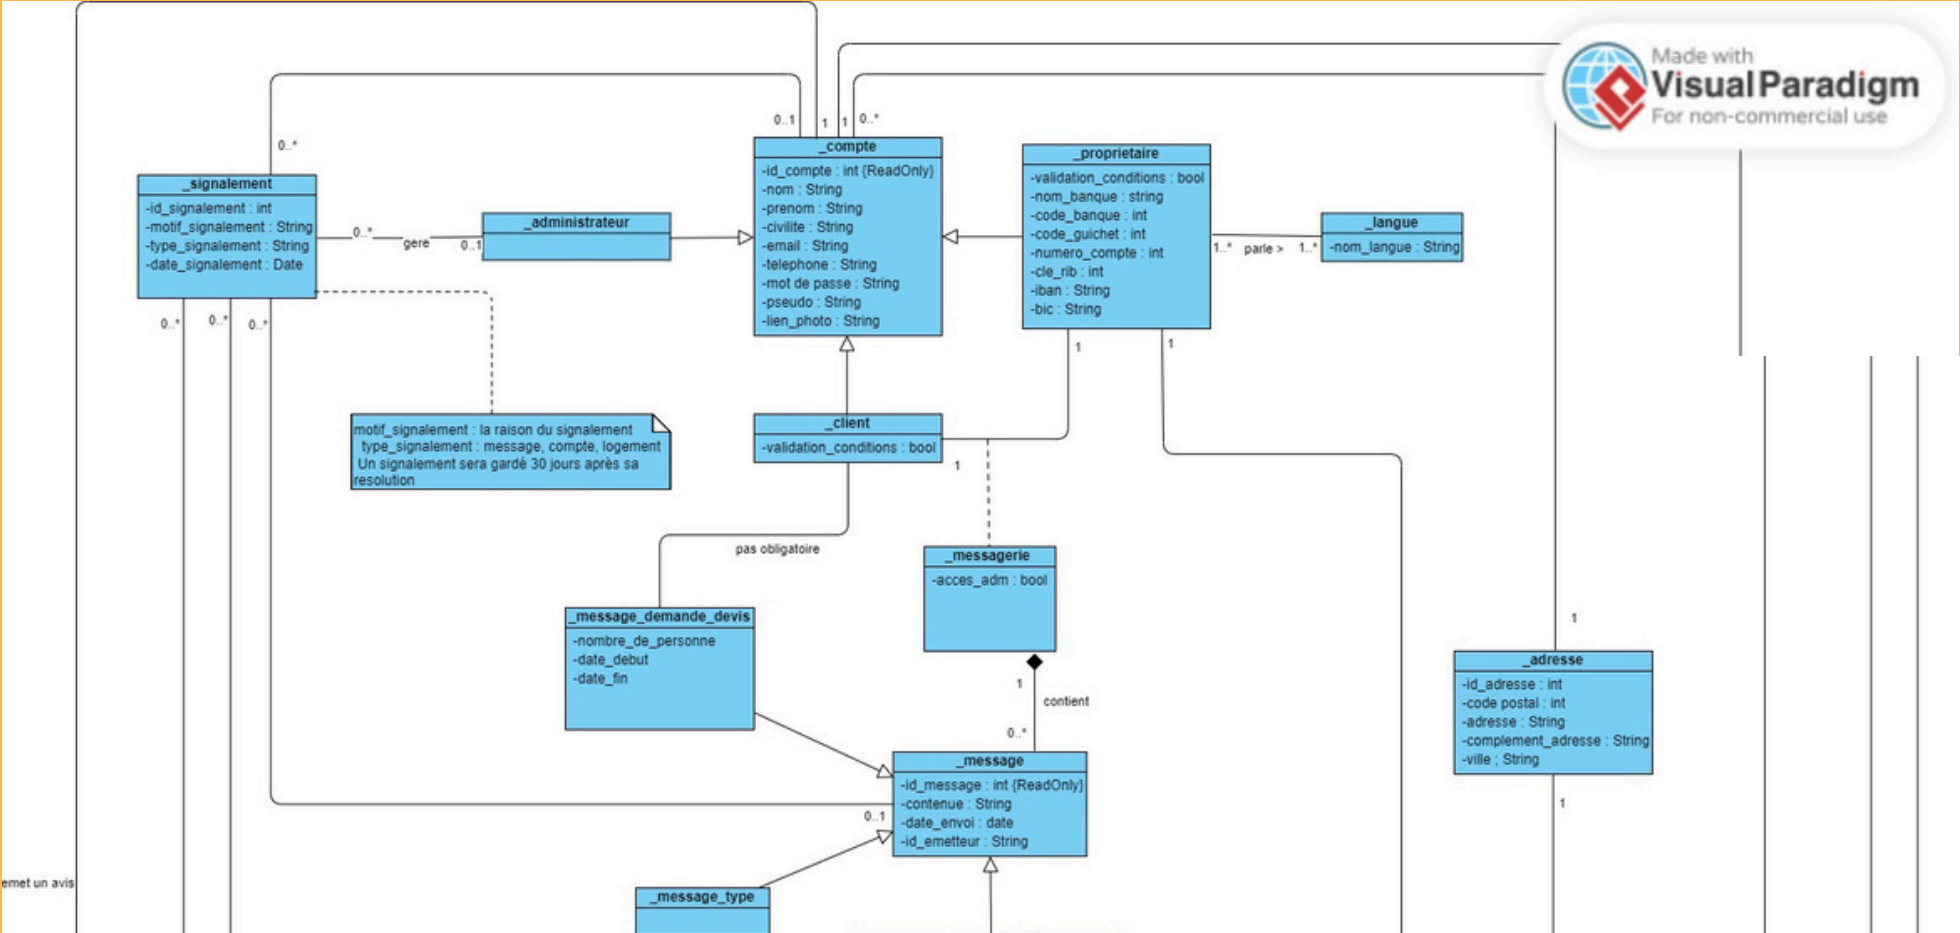 Made with
Visual Paradigm
For non-commercial use
0..1
1
1
0..*
0..*
_compte
-id_compte : int {ReadOnly}
-nom : String
-prenom : String
-civilite : String
-email : String
-telephone : String
-mot de passe : String
-pseudo : String
-lien_photo : String
_proprietaire
-validation_conditions : bool
-nom_banque : string
-code_banque : int
-code_guichet : int
-numero_compte : int
-cle_rib : int
-iban : String
-bic : String
_signalement
-id_signalement : int
-motif_signalement : String
-type_signalement : String
-date_signalement : Date
0..*
gere
0..1
_administrateur
1..*
parle >
1..*
_langue
-nom_langue : String
0..*
0..*
0..*
1
1
motif_signalement : la raison du signalement
type_signalement : message, compte, logement
Un signalement sera gardé 30 jours après sa
resolution
_client
-validation_conditions : bool
1
pas obligatoire
_messagerie
-acces_adm : bool
_message_demande_devis
-nombre_de_personne
-date_debut
-date_fin
1
contient
0..*
1
_adresse
-id_adresse : int
-code postal : int
-adresse : String
-complement_adresse : String
-ville : String
1
_message
-id_message : int {ReadOnly}
-contenue : String
-date_envoi : date
-id_emetteur : String
0..1
emet un avis
_message_type